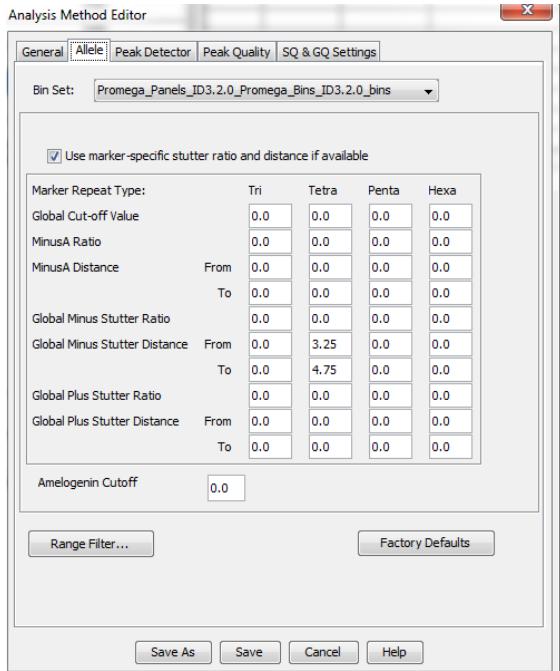 Analysis Method Editor
General Allele Peak Detector Peak Quality SQ & GQ Settings
Bin Set: Promega_Panels_ID3.2.0_Promega_Bins_ID3.2.0_bins
Use marker-specific stutter ratio and distance if available
Marker Repeat Type: Tri Tetra Penta Hexa
Global Cut-off Value 0.0 0.0 0.0 0.0
MinusA Ratio 0.0 0.0 0.0 0.0
MinusA Distance From 0.0 0.0 0.0 0.0
To 0.0 0.0 0.0 0.0
Global Minus Stutter Ratio 0.0 0.0 0.0 0.0
Global Minus Stutter Distance From 0.0 3.25 0.0 0.0
To 0.0 4.75 0.0 0.0
Global Plus Stutter Ratio 0.0 0.0 0.0 0.0
Global Plus Stutter Distance From 0.0 0.0 0.0 0.0
To 0.0 0.0 0.0 0.0
Amelogenin Cutoff 0.0
Range Filter... Factory Defaults
Save As Save Cancel Help